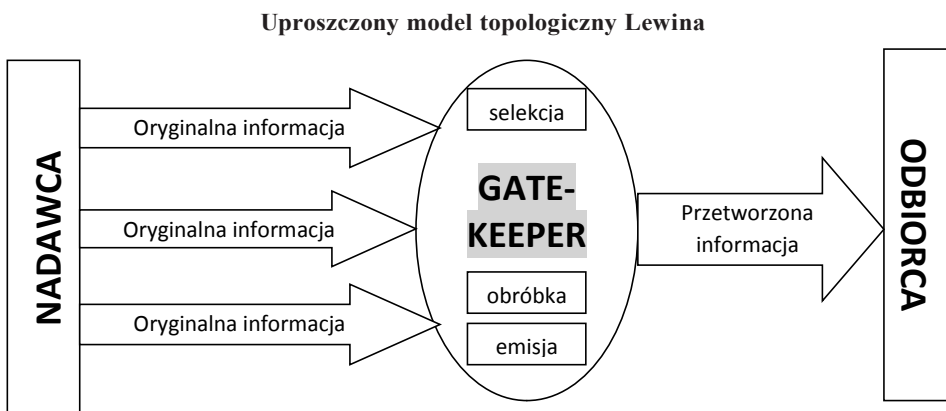 Uproszczony model topologiczny Lewina
NADAWCA
Oryginalna informacja
Oryginalna informacja
Oryginalna informacja
selekcja
GATE-
KEEPER
obróbka
emisja
Przetworzona
informacja
ODBIORCA